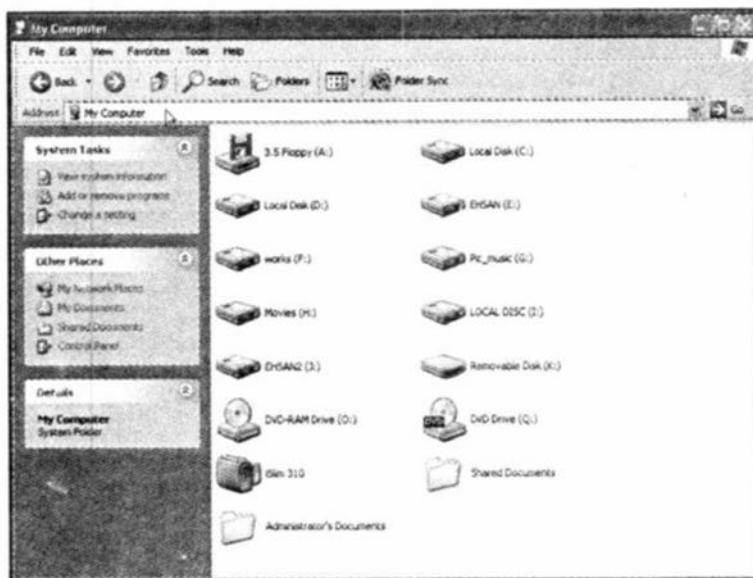 My Computer
File Edit View Favorites Tools Help
Back Search Folders Folder Sync
Address My Computer Go
System Tasks
View system information
Add or remove programs
Change a setting
Other Places
My Network Places
My Documents
Shared Documents
Control Panel
Details
My Computer
System Folder
3.5 Floppy (A:)
Local Disk (C:)
Local Disk (D:)
EHSAN (E:)
works (F:)
Pc_music (G:)
Movies (H:)
LOCAL DISC (I:)
EHSAN2 (J:)
Removable Disk (K:)
DVD-RAM Drive (O:)
DVD Drive (Q:)
iSlim 310
Shared Documents
Administrator's Documents